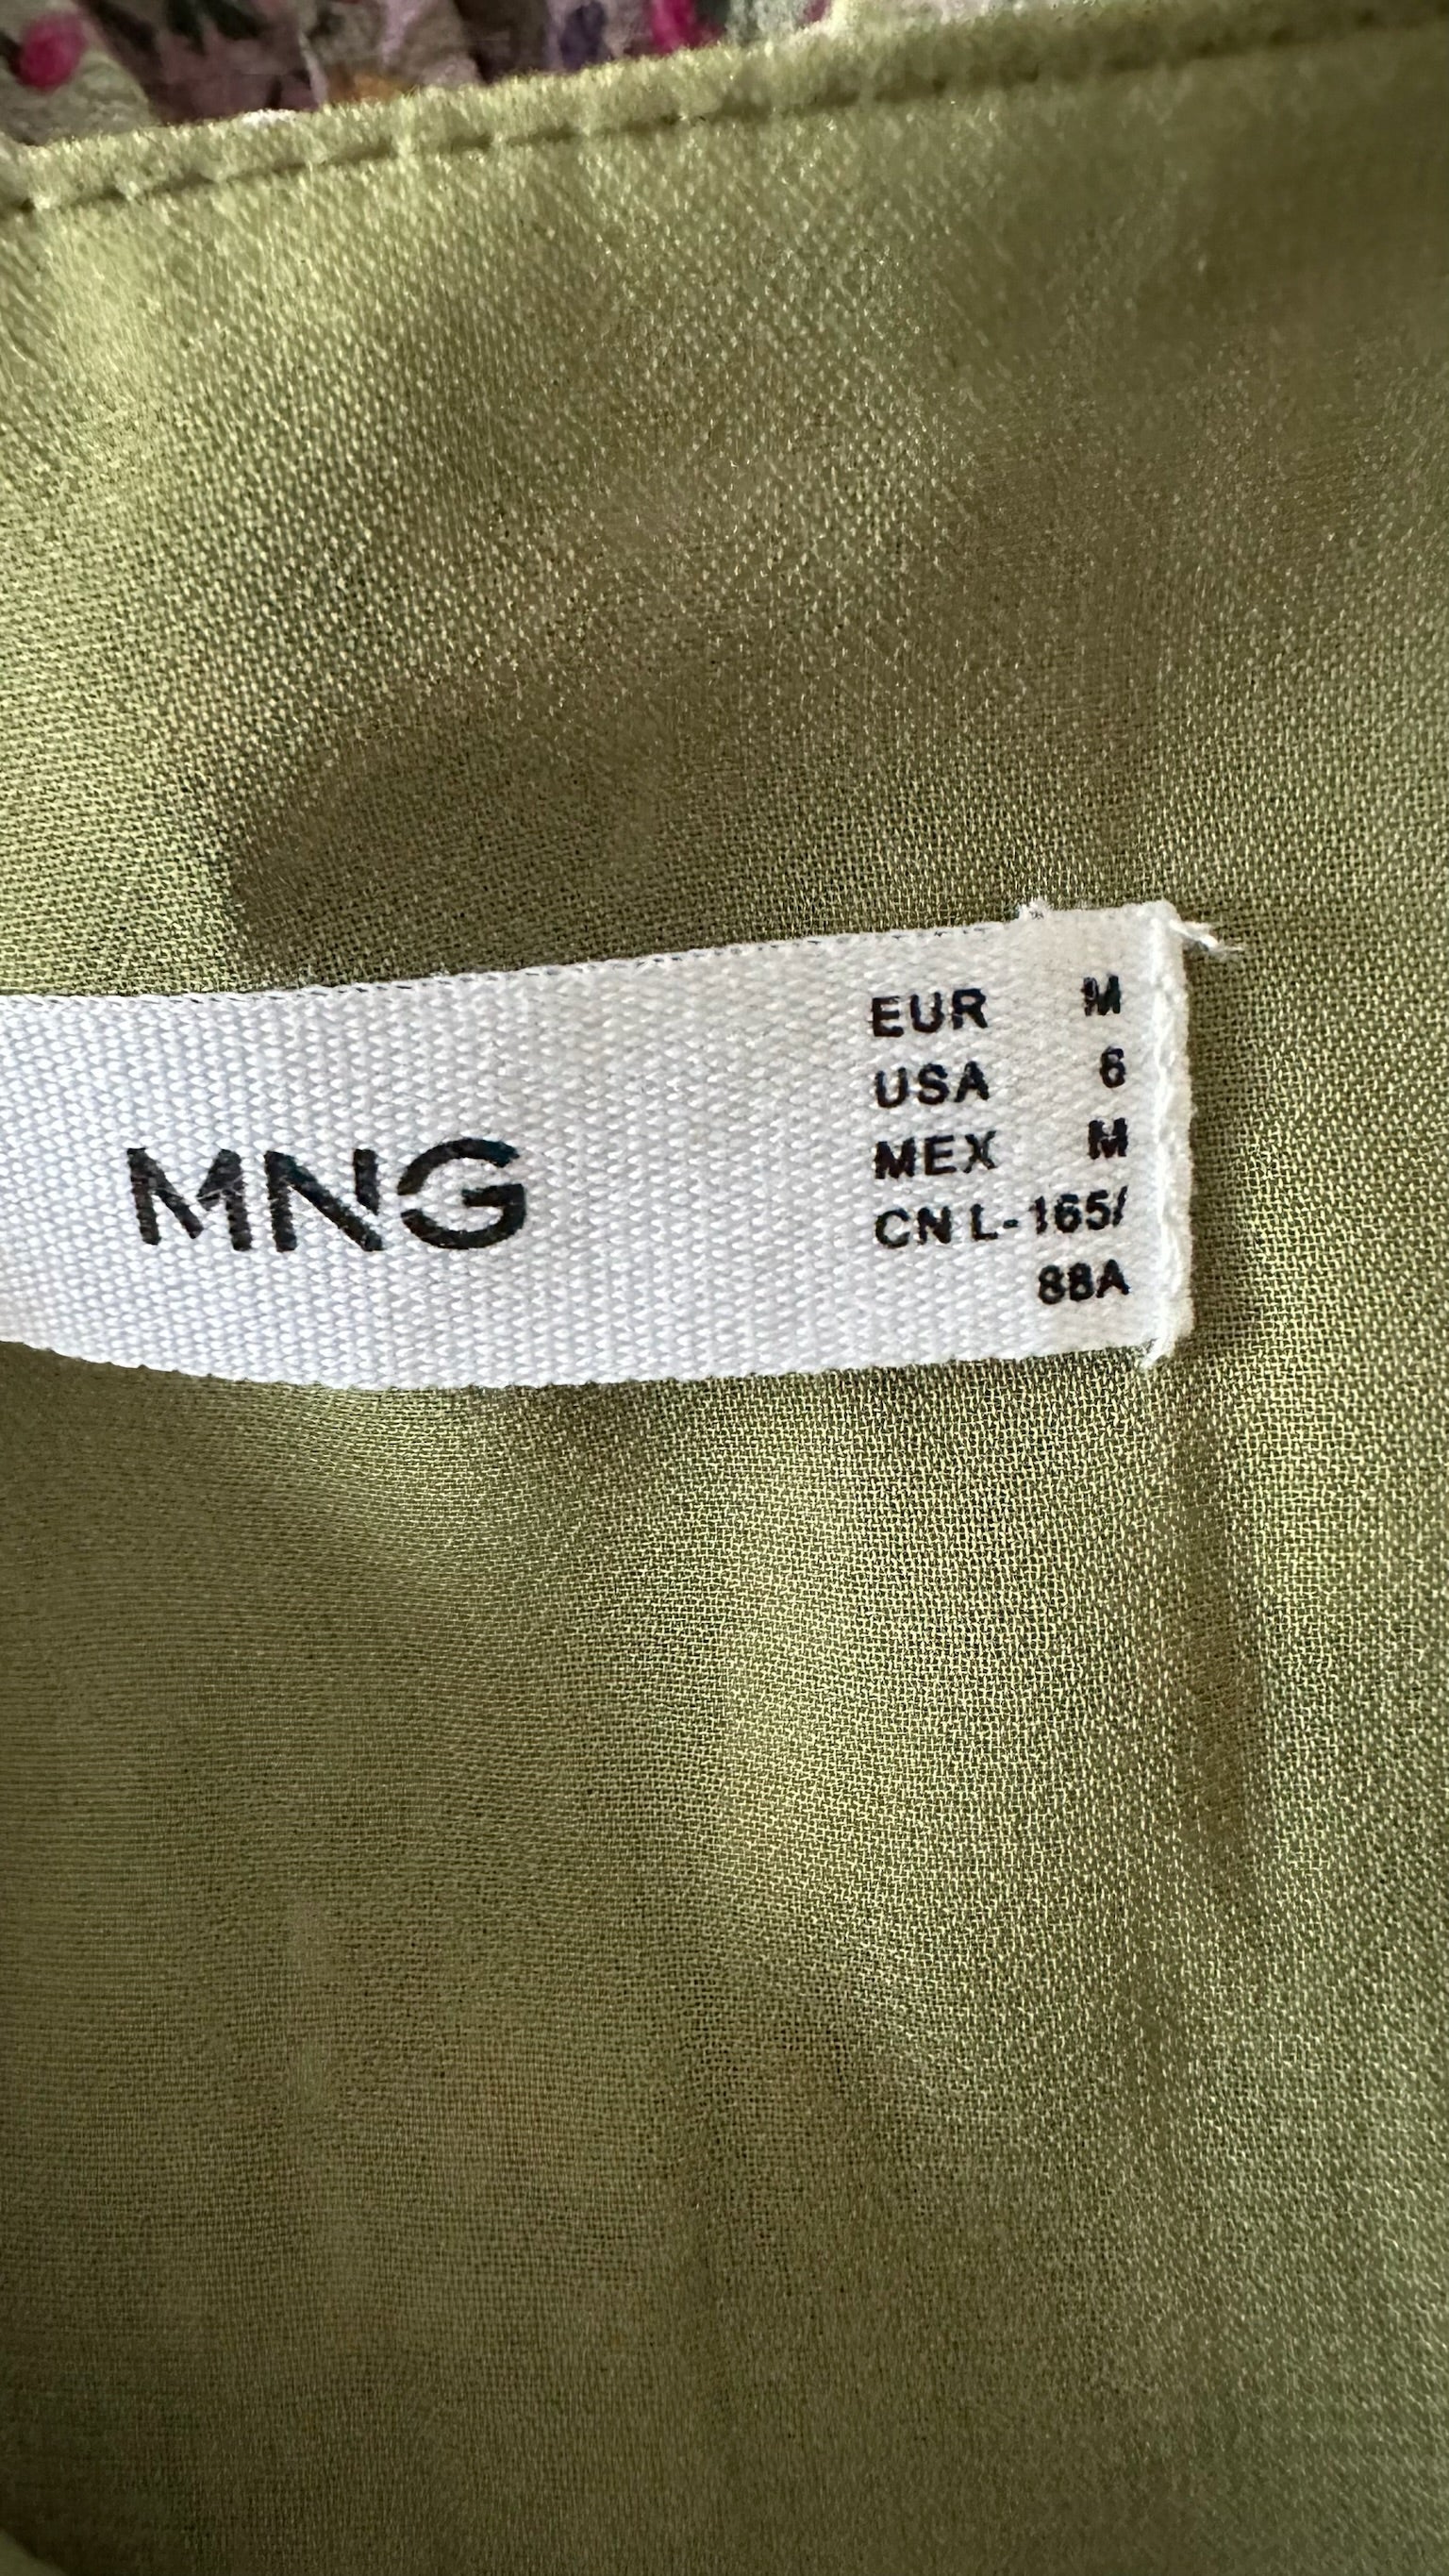 MNG
EUR M
USA 6
MEX M
CN L-165/
88A